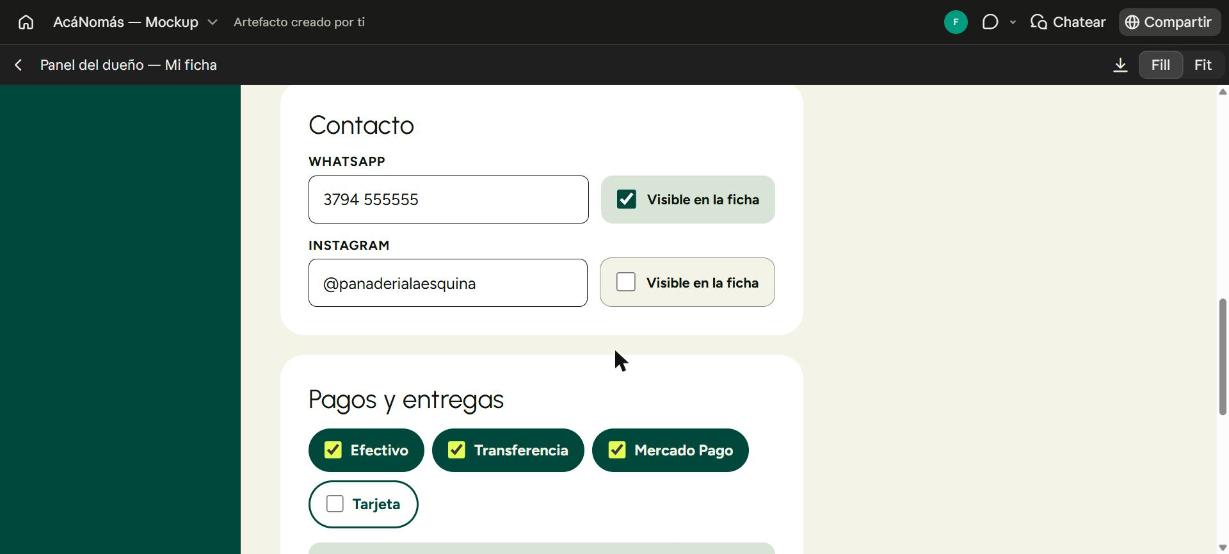 AcáNomás — Mockup
Artefacto creado por ti
F
Chatear
Compartir
Panel del dueño — Mi ficha
Fill
Fit
Contacto
WHATSAPP
3794 555555
Visible en la ficha
INSTAGRAM
@panaderialaesquina
Visible en la ficha
Pagos y entregas
Efectivo
Transferencia
Mercado Pago
Tarjeta